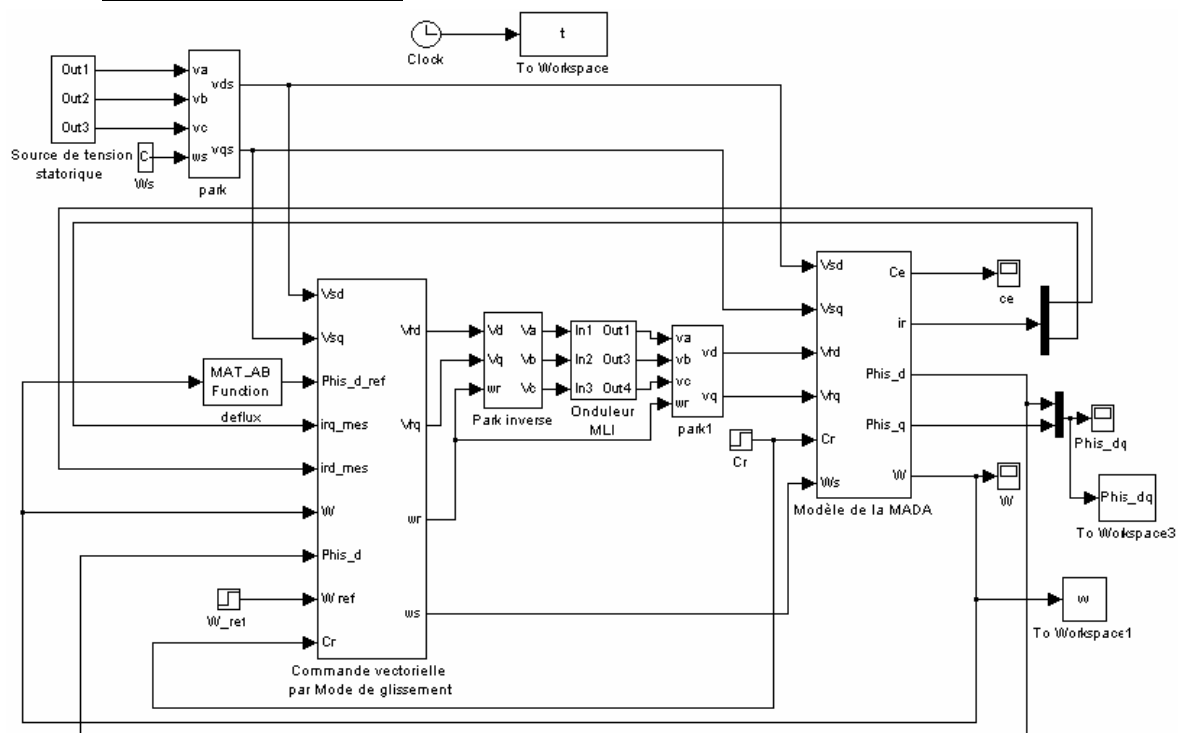 t
Clock
To Workspace
Out1
Out2
Out3
Source de tension
statorique
C
Ws
va
vb
vc
ws
vds
vqs
park
Vsd
Vsq
Phis_d_ref
irq_mes
ird_mes
W
Phis_d
W ref
Cr
Vrd
Vrq
wr
ws
Commande vectorielle
par Mode de glissement
MAT_AB
Function
deflux
W_ref
Vd
Vq
wr
Va
Vb
Vc
Park inverse
In1
In2
In3
Out1
Out3
Out4
Onduleur
MLI
va
vb
vc
wr
vd
vq
park1
Cr
Vsd
Vsq
Vrd
Vrq
Cr
Ws
Ce
ir
Phis_d
Phis_q
W
Modèle de la MADA
ce
Phis_dq
W
Phis_dq
To Workspace3
w
To Workspace1